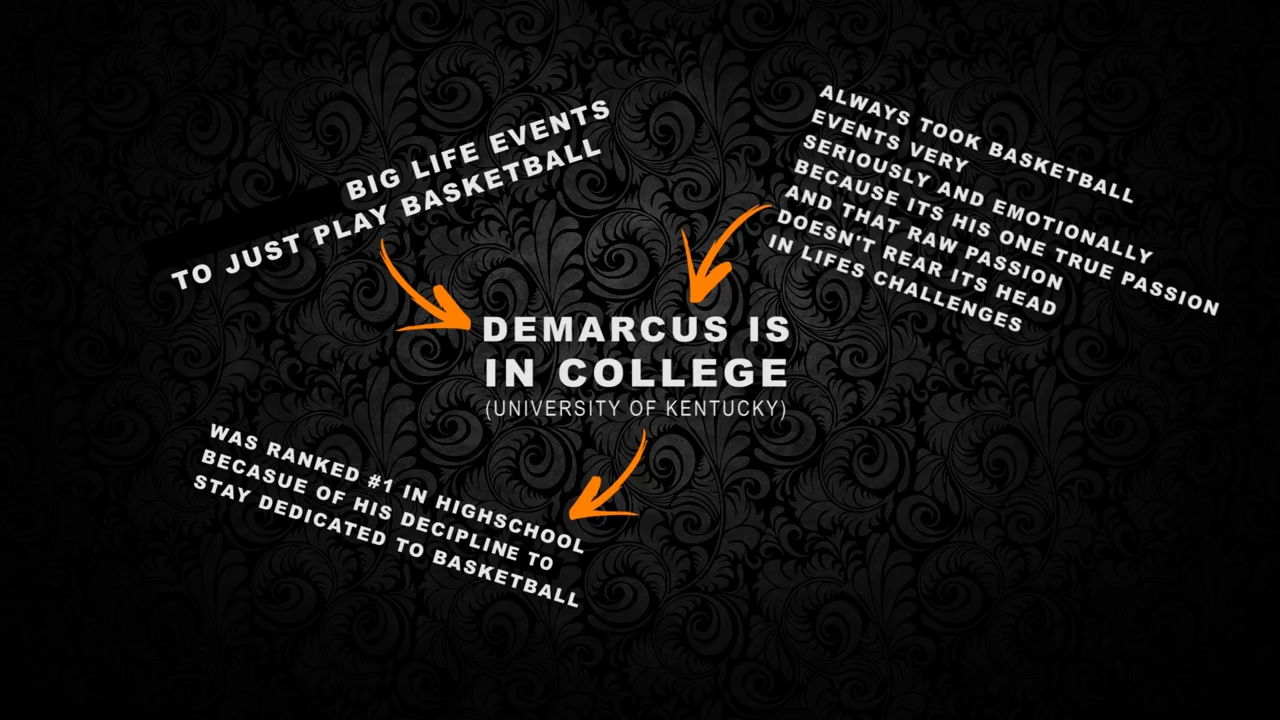 BIG LIFE EVENTS
TO JUST PLAY BASKETBALL
ALWAYS TOOK BASKETBALL
EVENTS VERY
SERIOUSLY AND EMOTIONALLY
BECAUSE ITS HIS ONE TRUE PASSION
AND THAT RAW PASSION
DOESN'T REAR ITS HEAD
IN LIFES CHALLENGES
DEMARCUS IS
IN COLLEGE
(UNIVERSITY OF KENTUCKY)
WAS RANKED #1 IN HIGHSCHOOL
BECASUE OF HIS DECIPLINE TO
STAY DEDICATED TO BASKETBALL